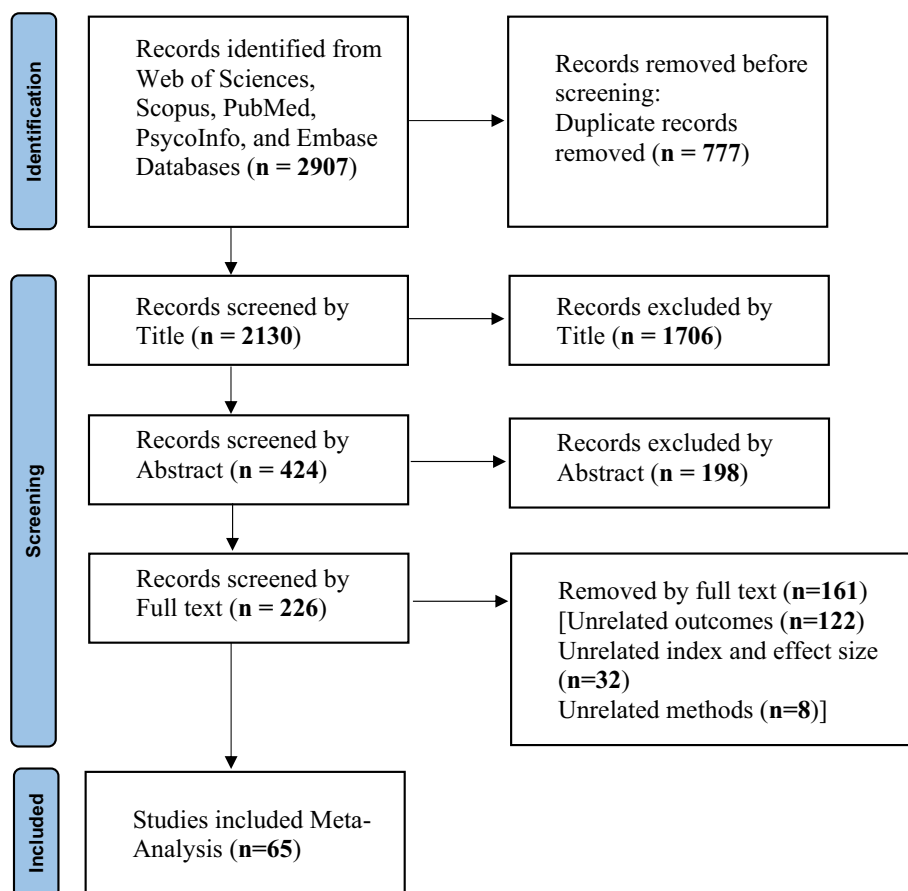 Identification
Records identified from
Web of Sciences,
Scopus, PubMed,
PsycoInfo, and Embase
Databases (n = 2907)
Records removed before
screening:
Duplicate records
removed (n = 777)
Screening
Records screened by
Title (n = 2130)
Records excluded by
Title (n = 1706)
Records screened by
Abstract (n = 424)
Records excluded by
Abstract (n = 198)
Records screened by
Full text (n = 226)
Removed by full text (n=161)
[Unrelated outcomes (n=122)
Unrelated index and effect size
(n=32)
Unrelated methods (n=8)]
Included
Studies included Meta-
Analysis (n=65)